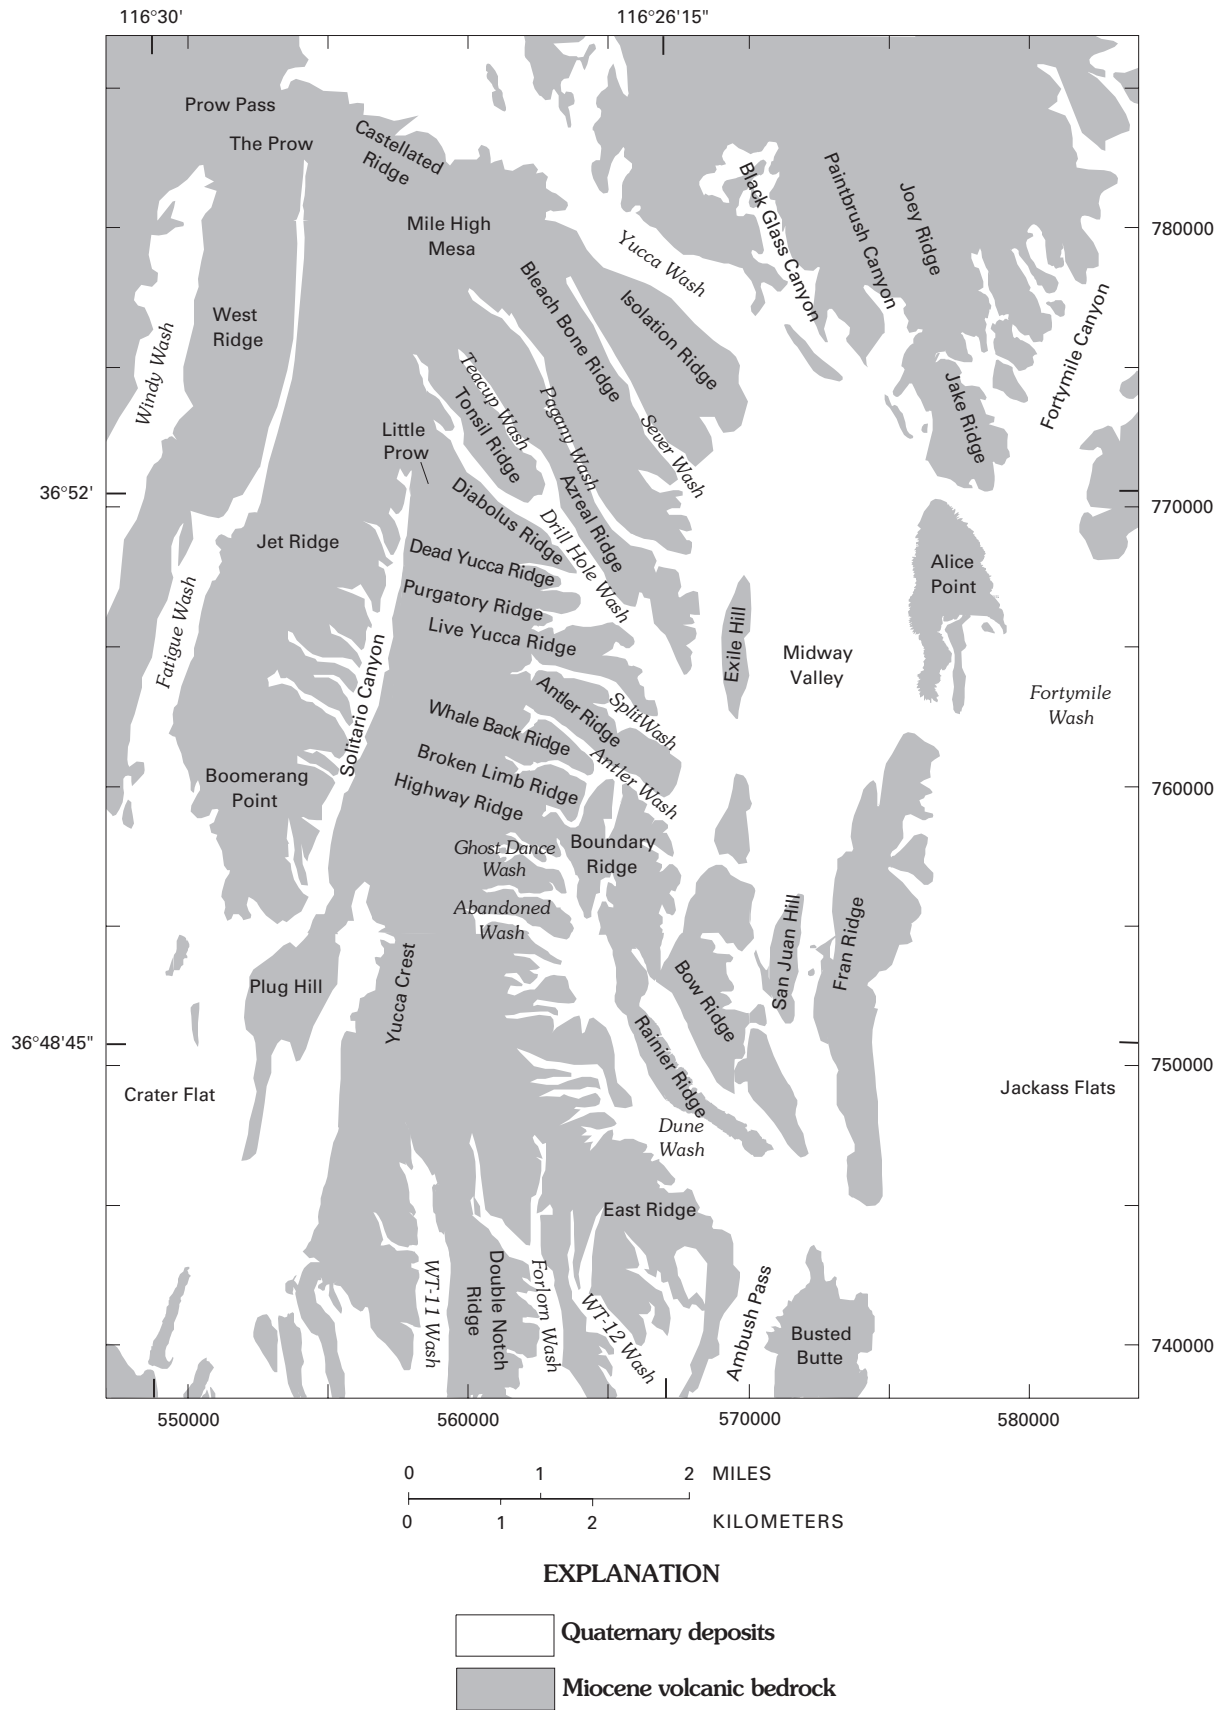 116°30'
116°26'15"
Prow Pass
The Prow
Castellated
Ridge
Mile High
Mesa
Yucca Wash
Black Glass Canyon
Paintbrush Canyon
Joey Ridge
780000
West
Ridge
Windy Wash
Bleach Bone Ridge
Isolation Ridge
Fortymile Canyon
Teacup Wash
Tonsil Ridge
Pagany Wash
Sever Wash
Jake Ridge
Little
Prow
36°52'
Diabolus Ridge
Azreal Ridge
Drill Hole Wash
770000
Jet Ridge
Dead Yucca Ridge
Purgatory Ridge
Live Yucca Ridge
Alice
Point
Fatigue Wash
Solitario Canyon
Exile Hill
Midway
Valley
Fortymile
Wash
Antler Ridge
SplitWash
Whale Back Ridge
Antler Wash
Broken Limb Ridge
Highway Ridge
Boomerang
Point
760000
Ghost Dance
Wash
Boundary
Ridge
Abandoned
Wash
Plug Hill
Yucca Crest
Bow Ridge
San Juan Hill
Fran Ridge
Rainier Ridge
36°48'45"
750000
Crater Flat
Jackass Flats
Dune
Wash
East Ridge
WT-11 Wash
Double Notch
Ridge
Forlorn Wash
WT-12 Wash
Ambush Pass
Busted
Butte
740000
550000
560000
570000
580000
0 1 2 MILES
0 1 2 KILOMETERS
EXPLANATION
Quaternary deposits
Miocene volcanic bedrock